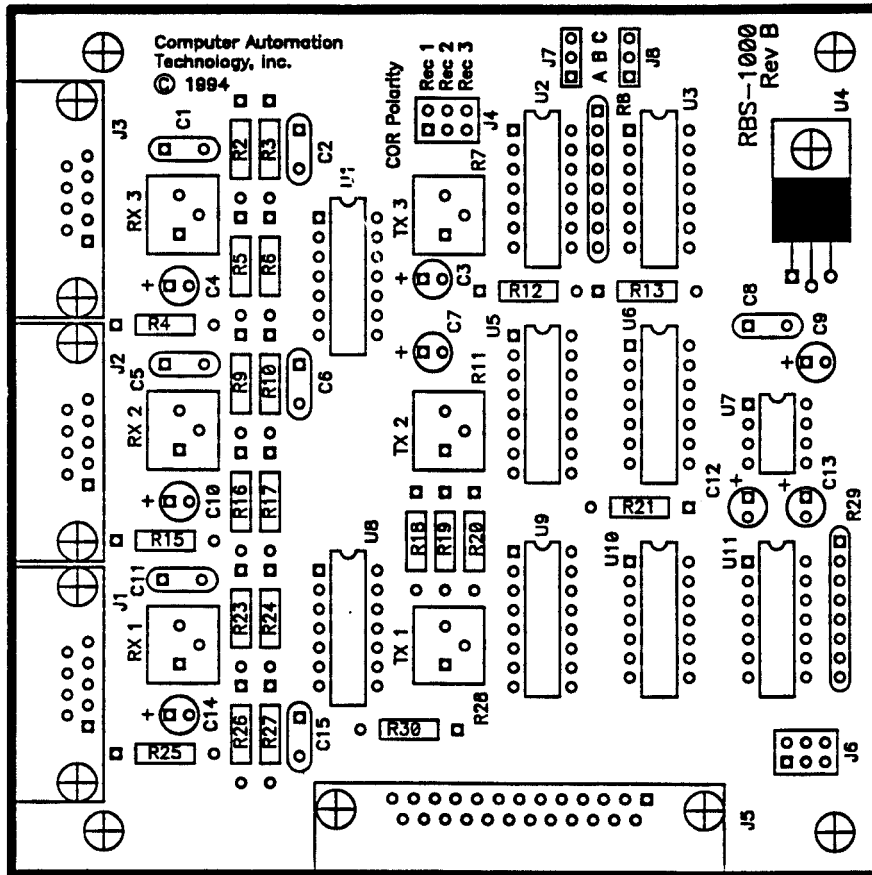 Computer Automation
Technology, Inc.
© 1994
COR Polarity
Rec 1
Rec 2
Rec 3
J4
J7
A B C
J8
RBS-1000
Rev B
U4
J3
C1
R2
R3
C2
U1
R7
U2
R8
U3
RX 3
TX 3
C4
R5
R6
C3
R12
R13
R4
C7
U5
U6
C8
C9
J2
C5
R9
R10
C6
R11
U7
RX 2
TX 2
C10
R16
R17
R18
R19
R20
R21
C12
C13
R29
R15
U8
U9
U10
U11
J1
C11
RX 1
R23
R24
TX 1
C14
R26
R27
C15
R30
R28
R25
J5
J6